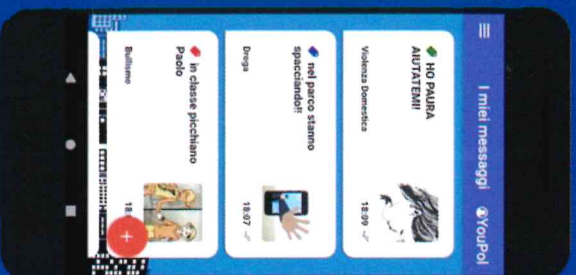 I miei messaggi YouPol
HO PAURA
AIUTATEMI!
Violenza Domestica
18:09
nel parco stanno
spacciando!!
Droga
18:07
in classe picchiano
Paolo
Bullismo